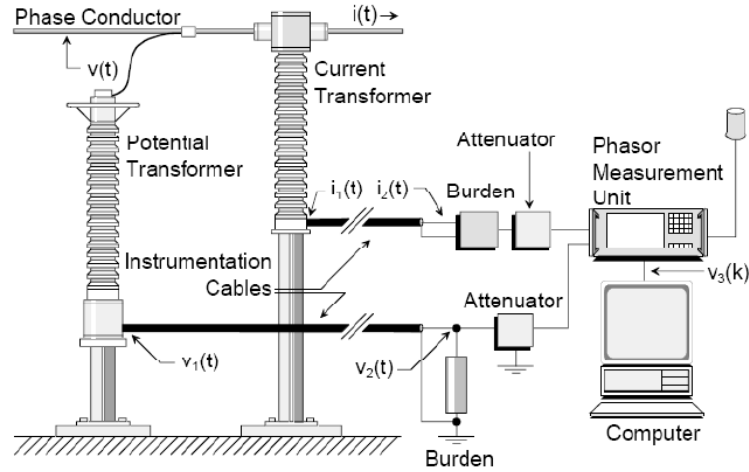 Phase Conductor
i(t)
v(t)
Current
Transformer
Potential
Transformer
Attenuator
Phasor
Measurement
Unit
i₁(t) i₂(t)
Burden
Instrumentation
Cables
v₃(k)
Attenuator
v₁(t)
v₂(t)
Burden
Computer